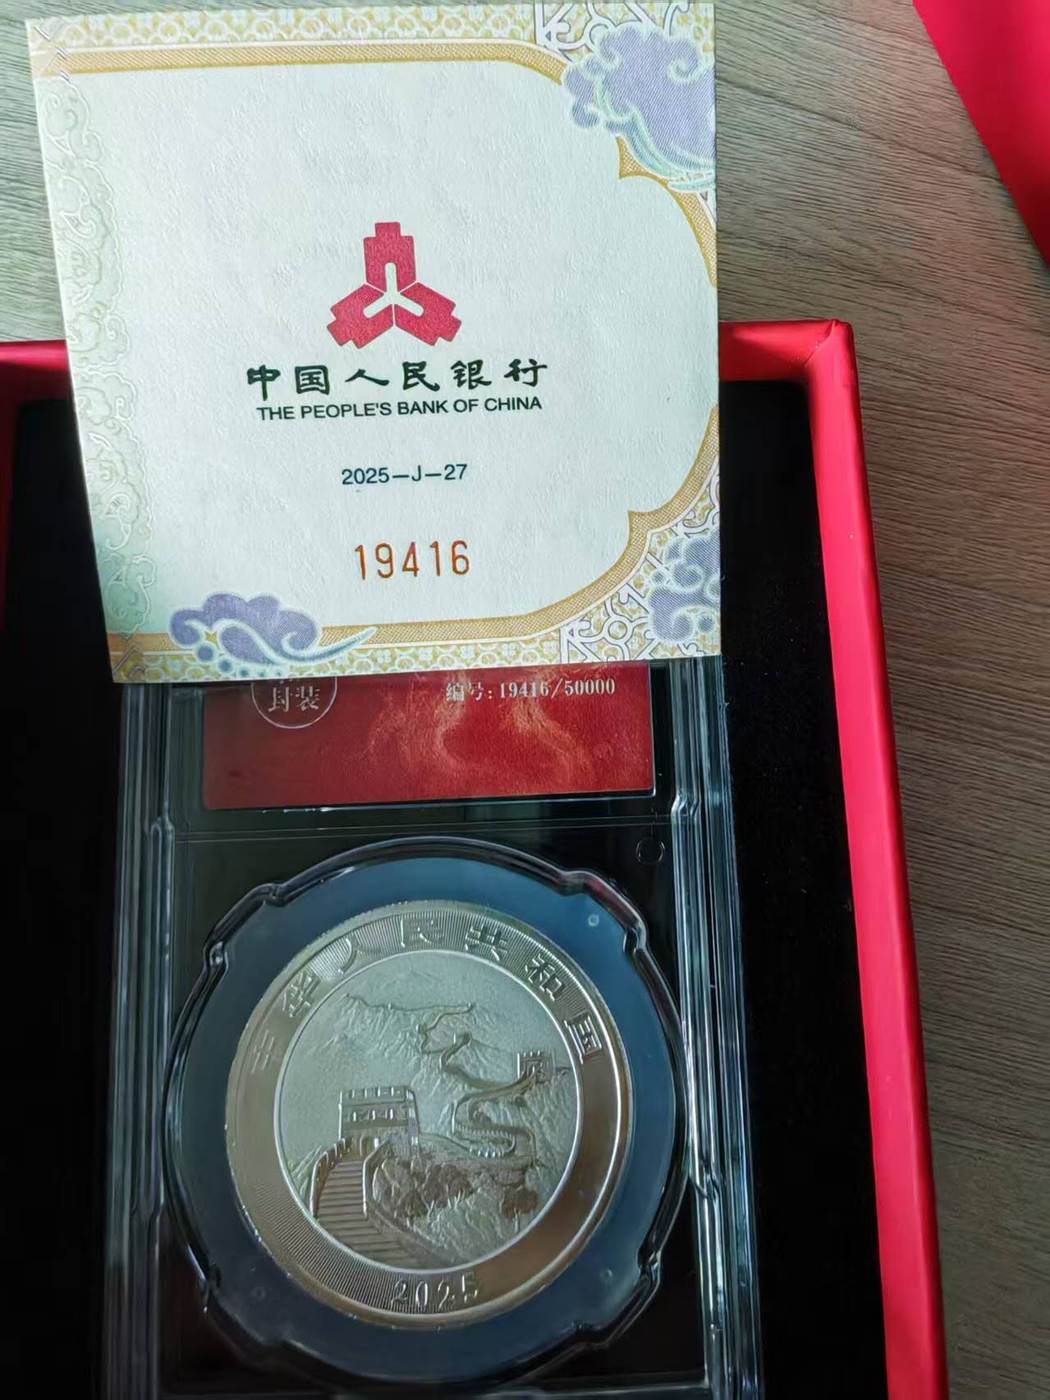 中国人民银行
THE PEOPLE'S BANK OF CHINA
2025—J—27
19416
封装
编号:19416/50000
中华人民共和国
2025